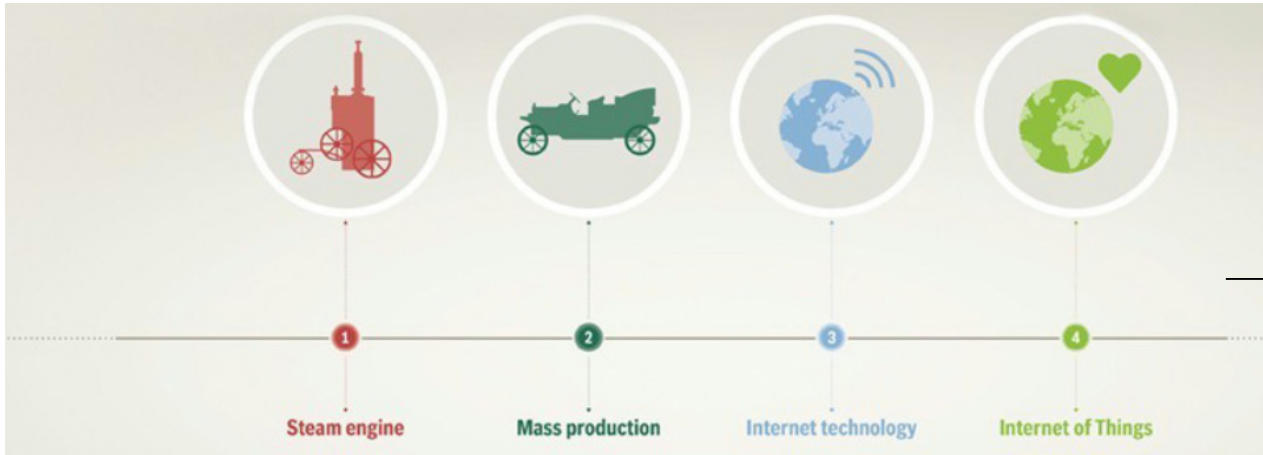 1
2
3
4
Steam engine
Mass production
Internet technology
Internet of Things